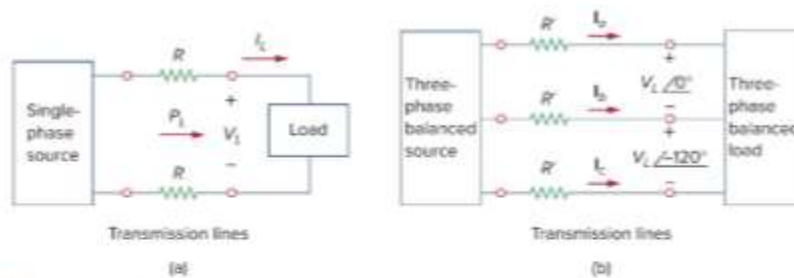 R
I_L
Single-
phase
source
P_L
+
V_L
–
Load
R
Transmission lines
(a)
Three-
phase
balanced
source
R'
I_a
+
V_L /0°
–
R'
I_b
+
V_L /–120°
–
R'
I_c
Three-
phase
balanced
load
Transmission lines
(b)